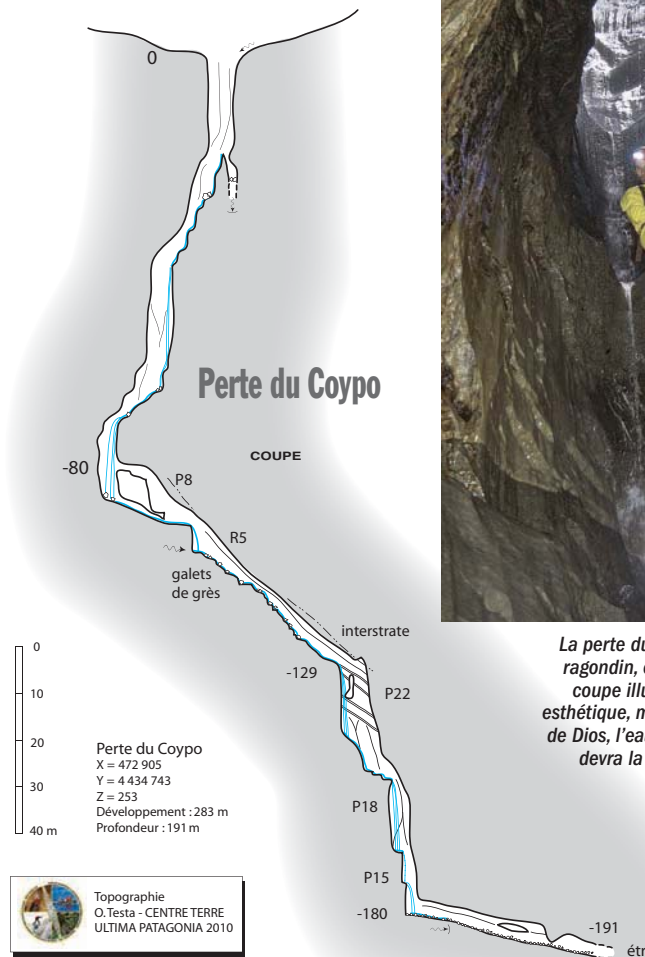 0
Perte du Coypo
COUPE
-80
P8
R5
galets
de grès
interstrate
-129
P22
P18
P15
-180
-191
0
10
20
30
40 m
Perte du Coypo
X = 472 905
Y = 4 434 743
Z = 253
Développement : 283 m
Profondeur : 191 m
Topographie
O. Testa - CENTRE TERRE
ULTIMA PATAGONIA 2010
La perte du
ragondin,
coupe
esthétique,
de Dios, l'eau
devra la